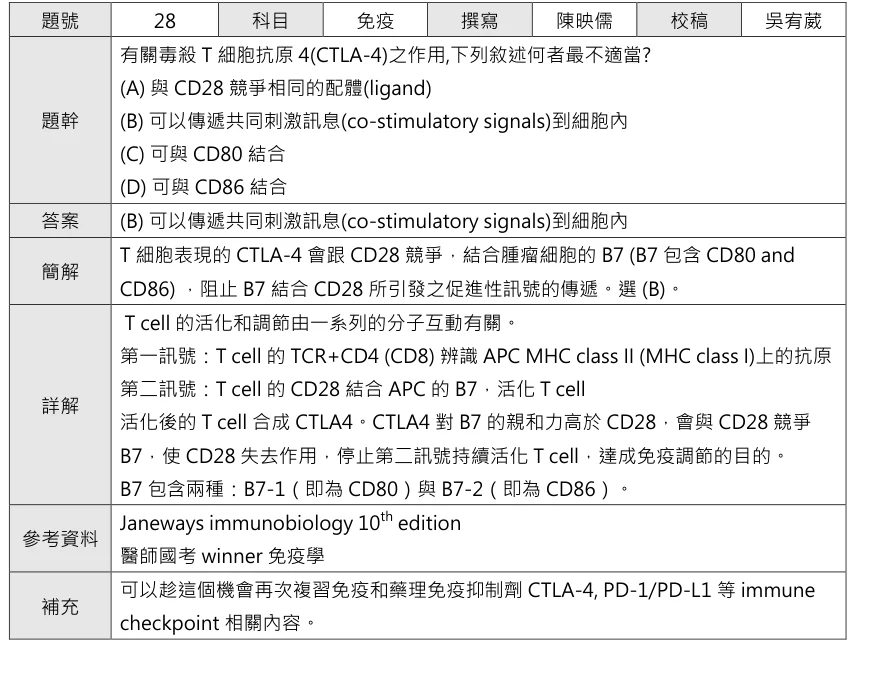 題號 28 科目 免疫 撰寫 陳映儒 校稿 吳宥葳
題幹
有關毒殺 T 細胞抗原 4(CTLA-4)之作用,下列敘述何者最不適當?
(A) 與 CD28 競爭相同的配體(ligand)
(B) 可以傳遞共同刺激訊息(co-stimulatory signals)到細胞內
(C) 可與 CD80 結合
(D) 可與 CD86 結合
答案 (B) 可以傳遞共同刺激訊息(co-stimulatory signals)到細胞內
簡解
T 細胞表現的 CTLA-4 會跟 CD28 競爭，結合腫瘤細胞的 B7 (B7 包含 CD80 and
CD86) ，阻止 B7 結合 CD28 所引發之促進性訊號的傳遞。選 (B)。
詳解
T cell 的活化和調節由一系列的分子互動有關。
第一訊號：T cell 的 TCR+CD4 (CD8) 辨識 APC MHC class II (MHC class I)上的抗原
第二訊號：T cell 的 CD28 結合 APC 的 B7，活化 T cell
活化後的 T cell 合成 CTLA4。CTLA4 對 B7 的親和力高於 CD28，會與 CD28 競爭
B7，使 CD28 失去作用，停止第二訊號持續活化 T cell，達成免疫調節的目的。
B7 包含兩種：B7-1（即為 CD80）與 B7-2（即為 CD86）。
參考資料
Janeways immunobiology 10th edition
醫師國考 winner 免疫學
補充
可以趁這個機會再次複習免疫和藥理免疫抑制劑 CTLA-4, PD-1/PD-L1 等 immune
checkpoint 相關內容。